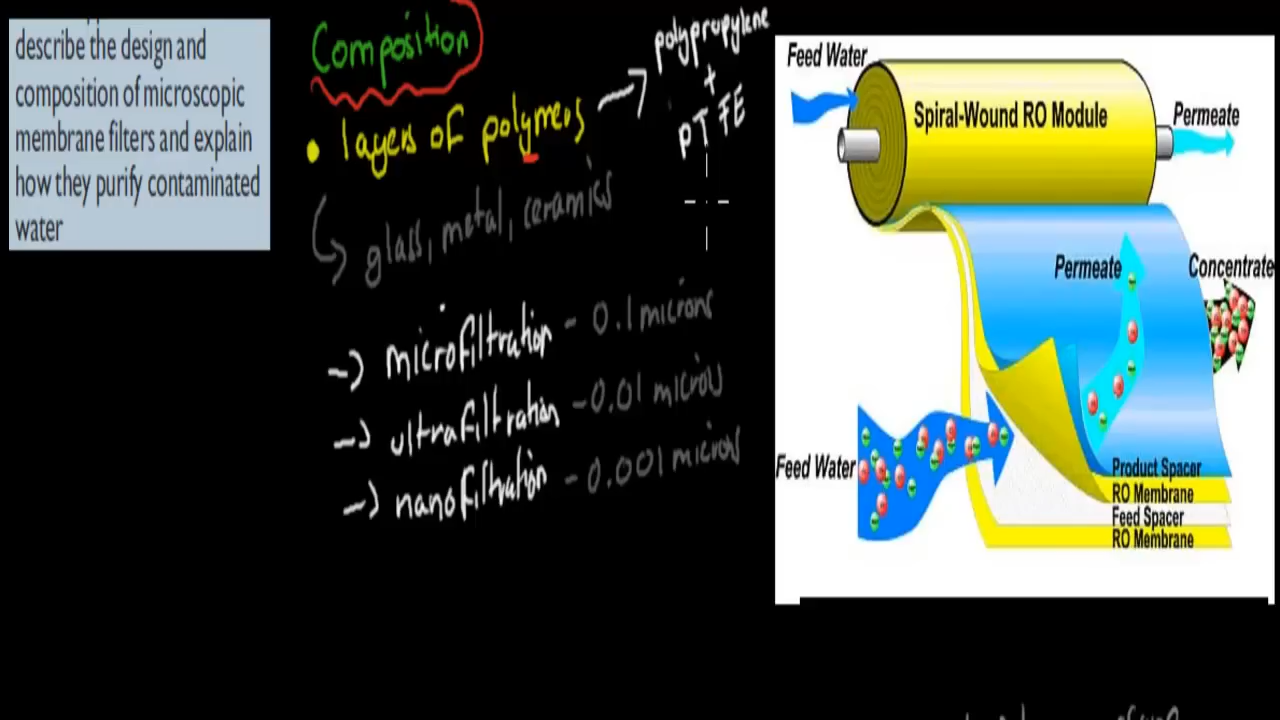 describe the design and
composition of microscopic
membrane filters and explain
how they purify contaminated
water
Composition
• layers of polymers
polypropylene
+
PTFE
glass, metal, ceramics
-> microfiltration - 0.1 microns
-> ultrafiltration - 0.01 microns
-> nanofiltration - 0.001 microns
Feed Water
Spiral-Wound RO Module
Permeate
Permeate
Concentrate
Feed Water
Product Spacer
RO Membrane
Feed Spacer
RO Membrane